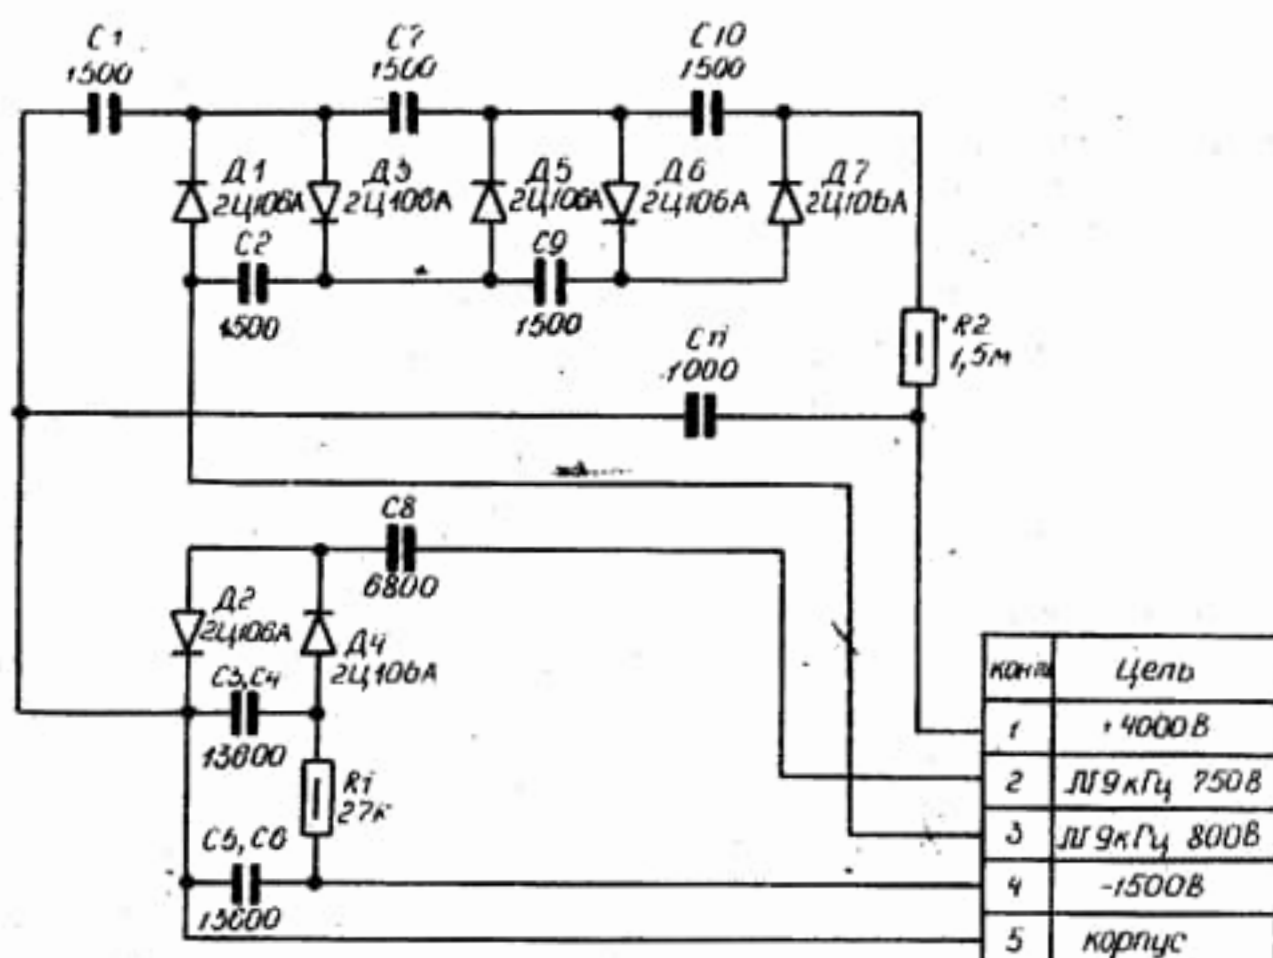 С1
1500
С7
1500
С10
1500
Д1
2Ц106А
Д3
2Ц106А
Д5
2Ц106А
Д6
2Ц106А
Д7
2Ц106А
С2
1500
С9
1500
С11
1000
R2
1,5м
С8
6800
Д2
2Ц106А
Д4
2Ц106А
С3,С4
13600
R1
27к
С5,С6
13600
конт Цепь
1 +4000В
2 9кГц 750В
3 9кГц 800В
4 -1500В
5 корпус